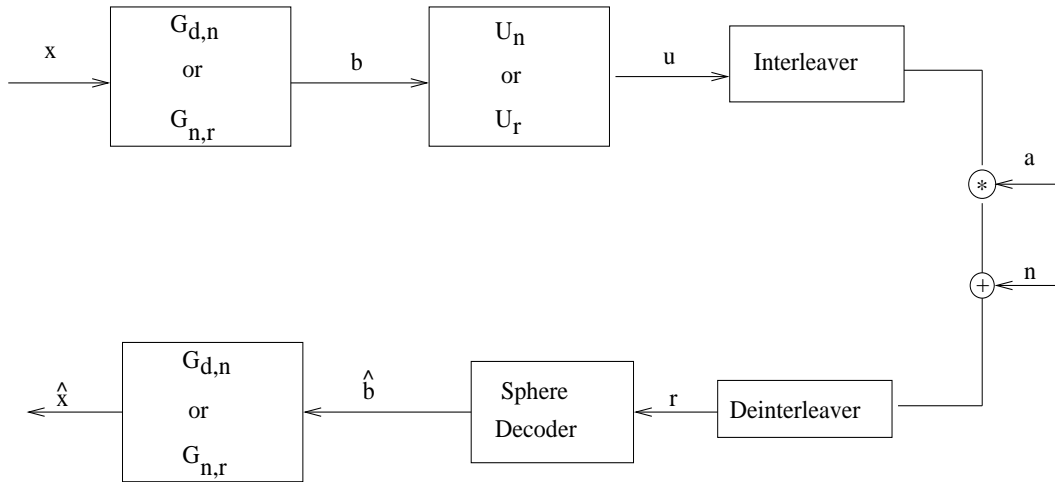 x
G_{d,n}
or
G_{n,r}
b
U_n
or
U_r
u
Interleaver
a
*
n
+
x̂
G_{d,n}
or
G_{n,r}
b̂
Sphere
Decoder
r
Deinterleaver